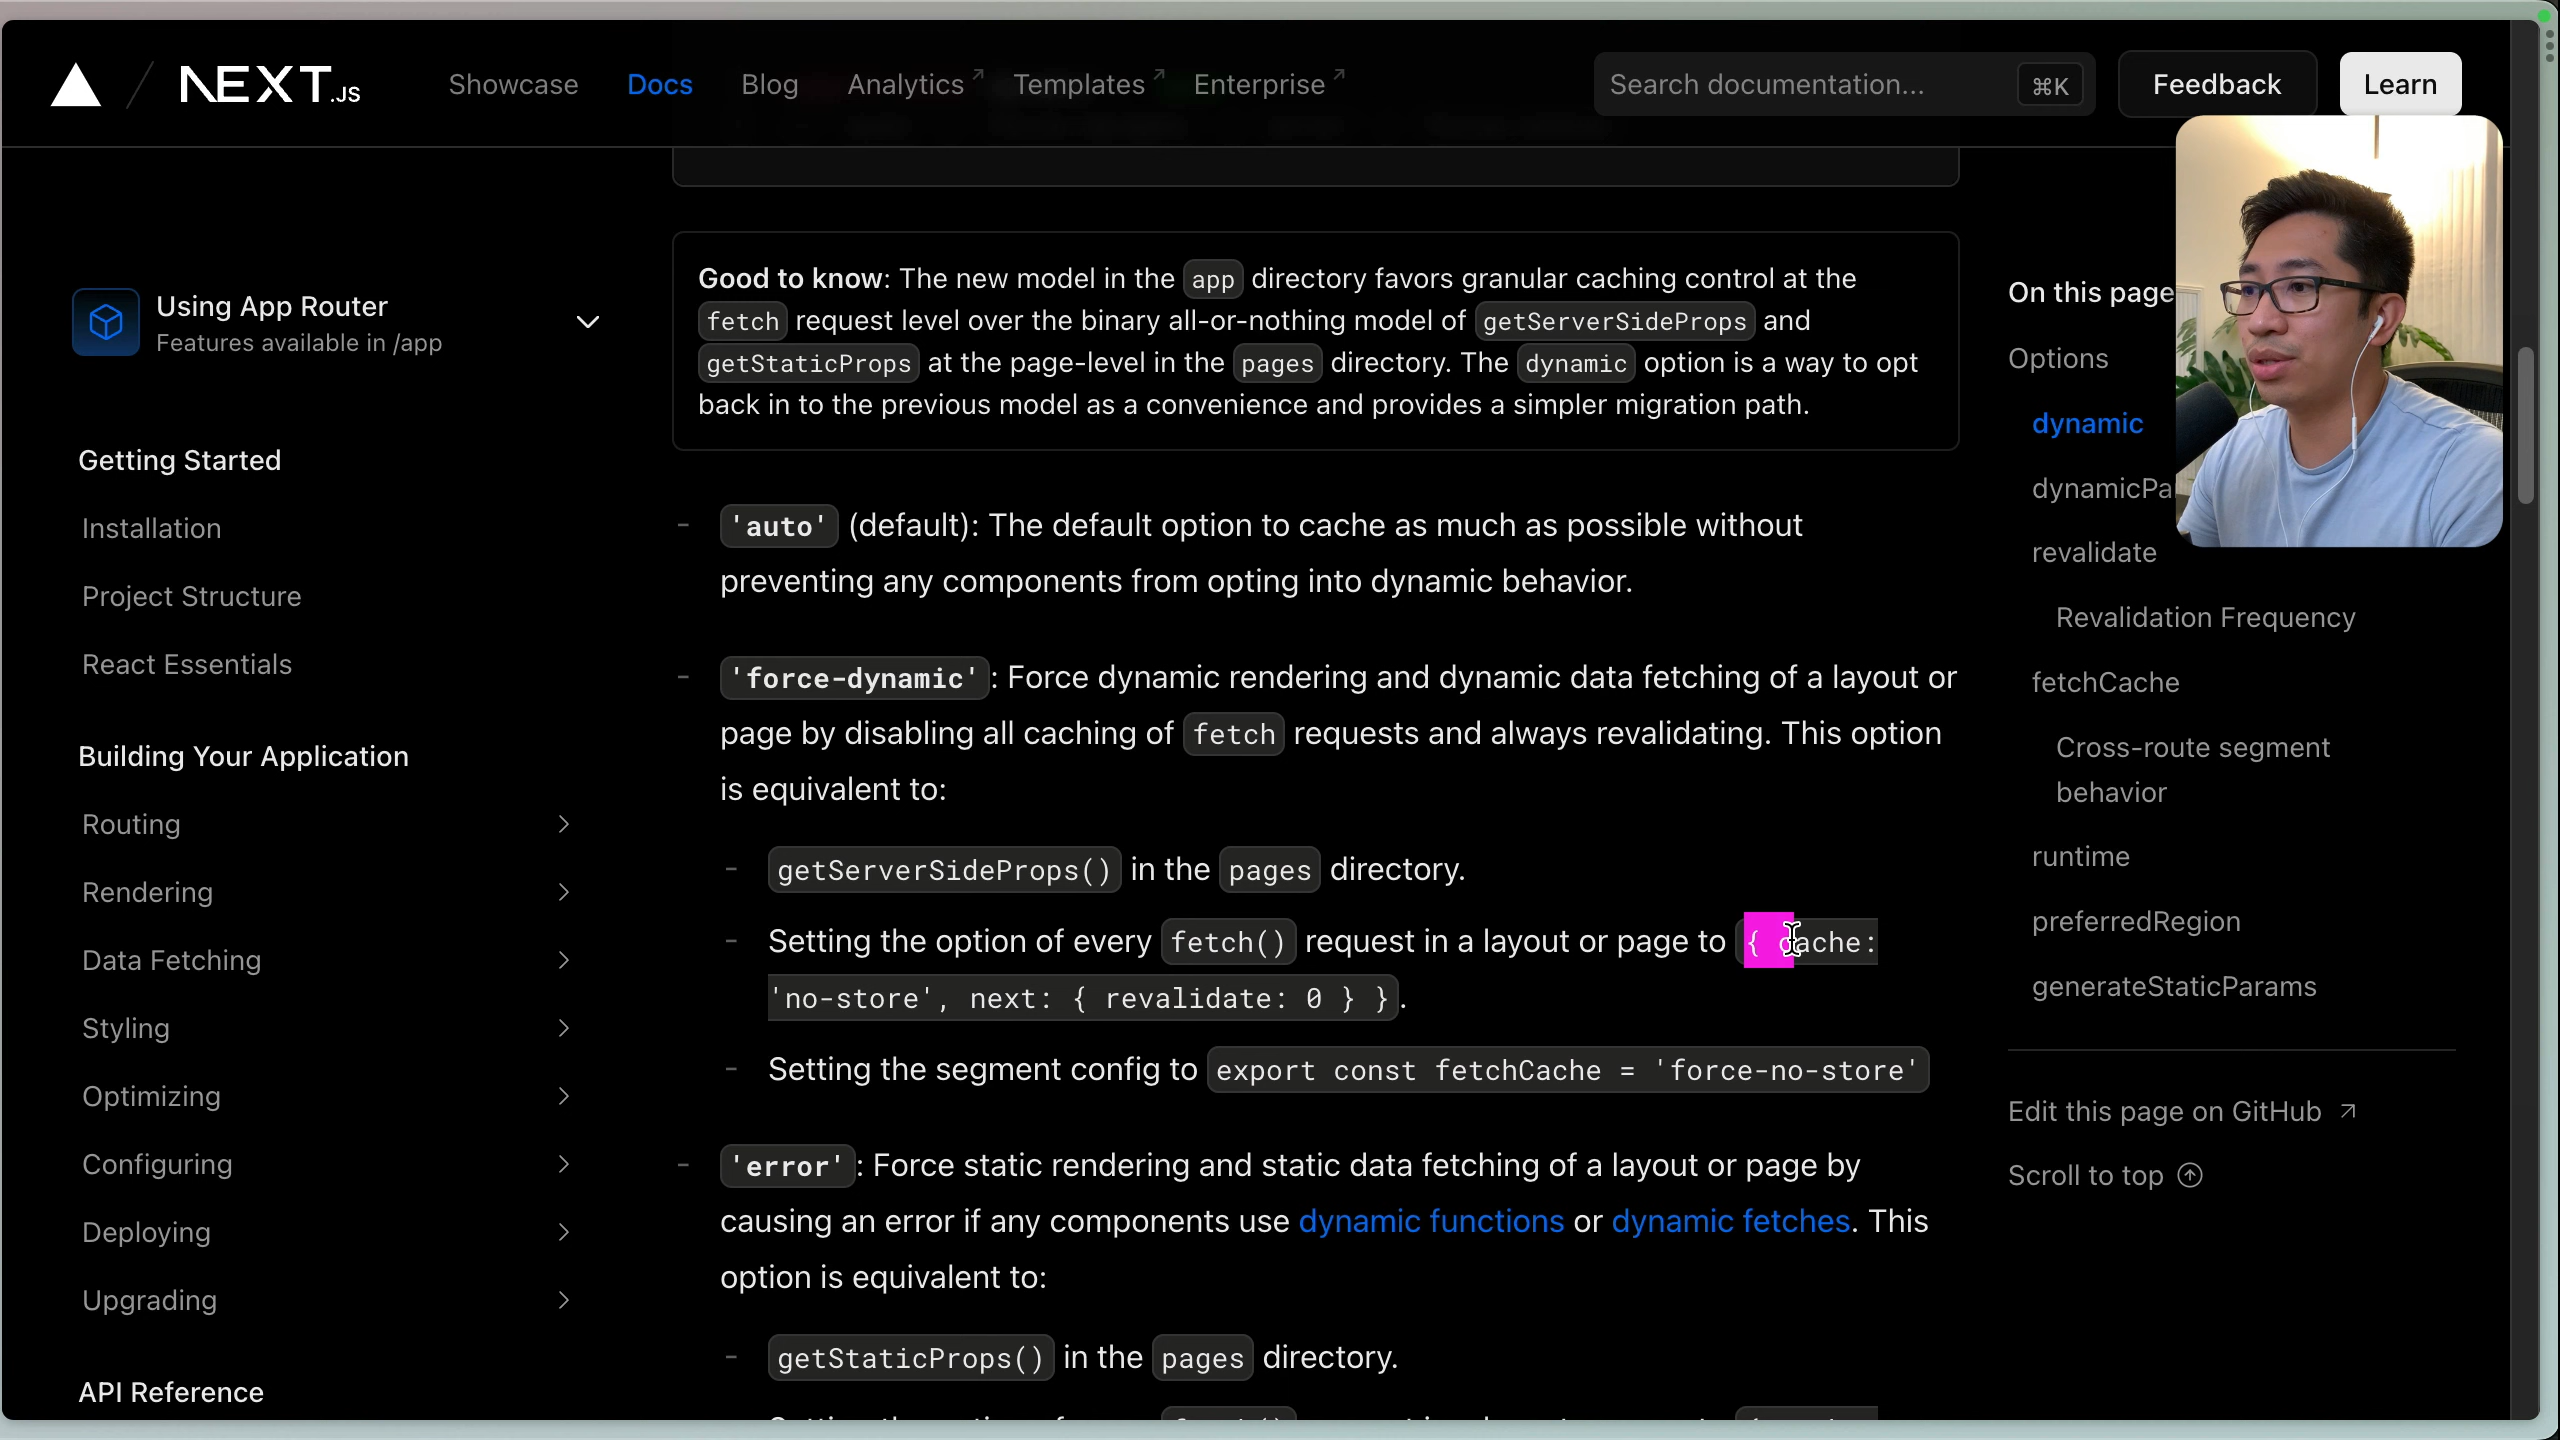 NEXT.JS
Showcase
Docs
Blog
Analytics
Templates
Enterprise
Search documentation...
⌘K
Feedback
Learn
Using App Router
Features available in /app
Getting Started
Installation
Project Structure
React Essentials
Building Your Application
Routing
Rendering
Data Fetching
Styling
Optimizing
Configuring
Deploying
Upgrading
API Reference
Good to know: The new model in the app directory favors granular caching control at the
fetch request level over the binary all-or-nothing model of getServerSideProps and
getStaticProps at the page-level in the pages directory. The dynamic option is a way to opt
back in to the previous model as a convenience and provides a simpler migration path.
- 'auto' (default): The default option to cache as much as possible without
preventing any components from opting into dynamic behavior.
- 'force-dynamic': Force dynamic rendering and dynamic data fetching of a layout or
page by disabling all caching of fetch requests and always revalidating. This option
is equivalent to:
- getServerSideProps() in the pages directory.
- Setting the option of every fetch() request in a layout or page to { cache:
'no-store', next: { revalidate: 0 } }.
- Setting the segment config to export const fetchCache = 'force-no-store'
- 'error': Force static rendering and static data fetching of a layout or page by
causing an error if any components use dynamic functions or dynamic fetches. This
option is equivalent to:
- getStaticProps() in the pages directory.
On this page
Options
dynamic
dynamicPa
revalidate
Revalidation Frequency
fetchCache
Cross-route segment
behavior
runtime
preferredRegion
generateStaticParams
Edit this page on GitHub
Scroll to top